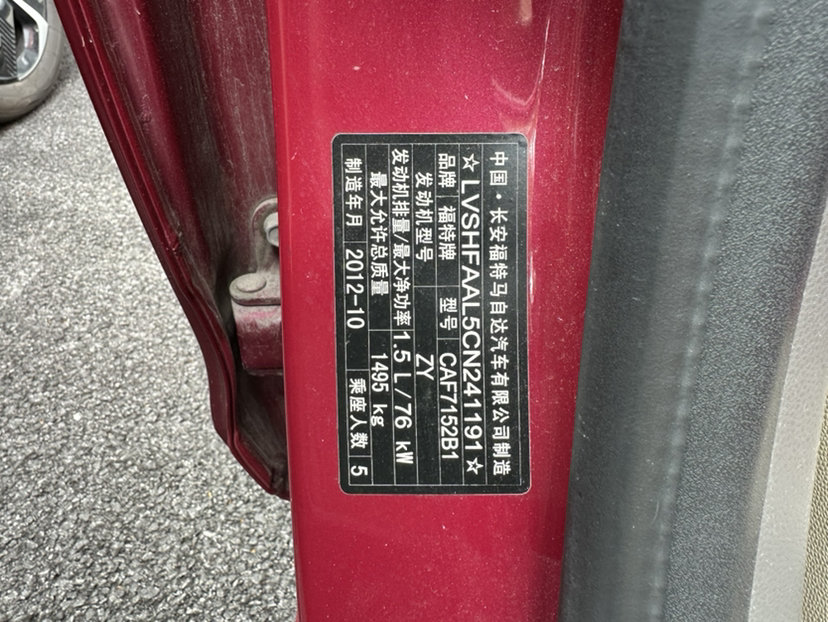 中国·长安福特马自达汽车有限公司制造
☆LVSHFAAL5CN241191☆
品牌 福特牌 型号 CAF7152B1
发动机型号 ZY
发动机排量/最大净功率 1.5 L/76 kW
最大允许总质量 1495 kg
制造年月 2012-10 乘座人数 5